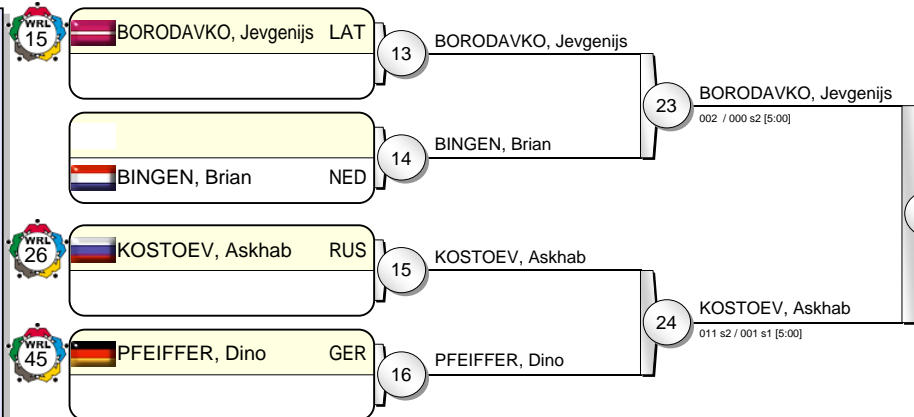 WRL
15
BORODAVKO, Jevgenijs LAT
13
BORODAVKO, Jevgenijs
23
BORODAVKO, Jevgenijs
002 / 000 s2 [5:00]
14
BINGEN, Brian
BINGEN, Brian NED
WRL
26
KOSTOEV, Askhab RUS
15
KOSTOEV, Askhab
24
KOSTOEV, Askhab
011 s2 / 001 s1 [5:00]
WRL
45
PFEIFFER, Dino GER
16
PFEIFFER, Dino